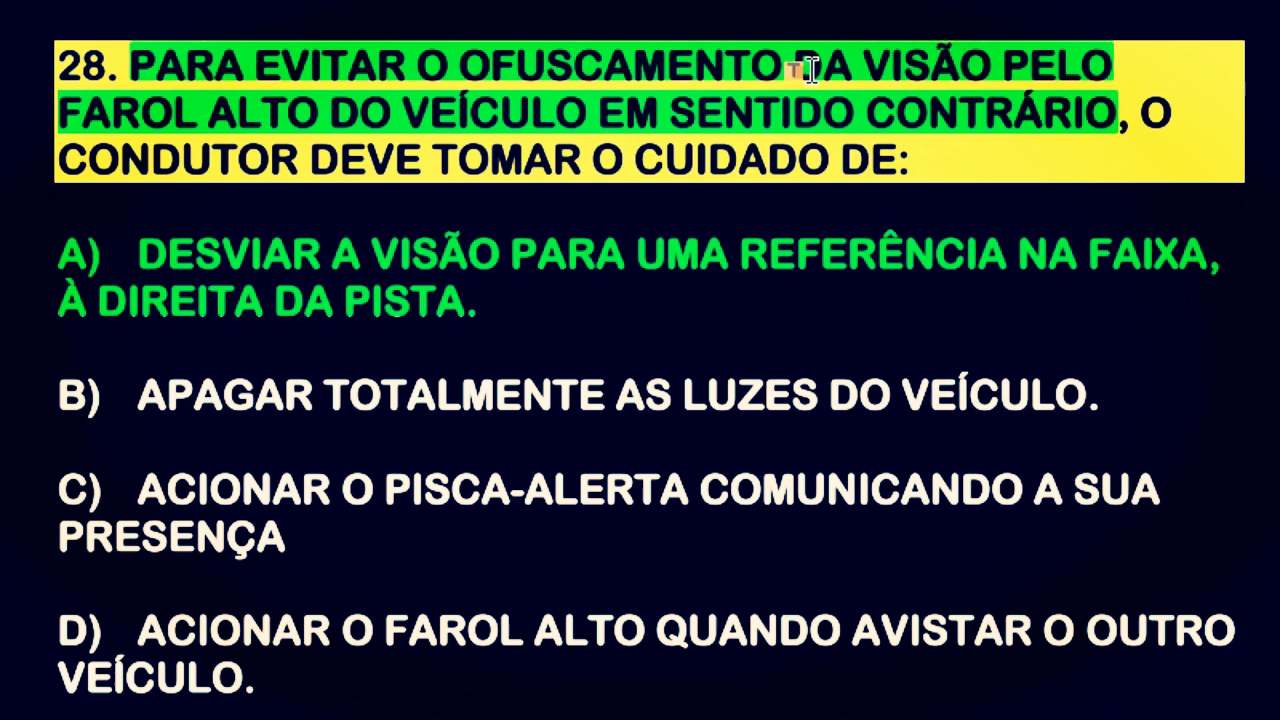 28. PARA EVITAR O OFUSCAMENTO DA VISÃO PELO
FAROL ALTO DO VEÍCULO EM SENTIDO CONTRÁRIO, O
CONDUTOR DEVE TOMAR O CUIDADO DE:
A) DESVIAR A VISÃO PARA UMA REFERÊNCIA NA FAIXA,
À DIREITA DA PISTA.
B) APAGAR TOTALMENTE AS LUZES DO VEÍCULO.
C) ACIONAR O PISCA-ALERTA COMUNICANDO A SUA
PRESENÇA
D) ACIONAR O FAROL ALTO QUANDO AVISTAR O OUTRO
VEÍCULO.